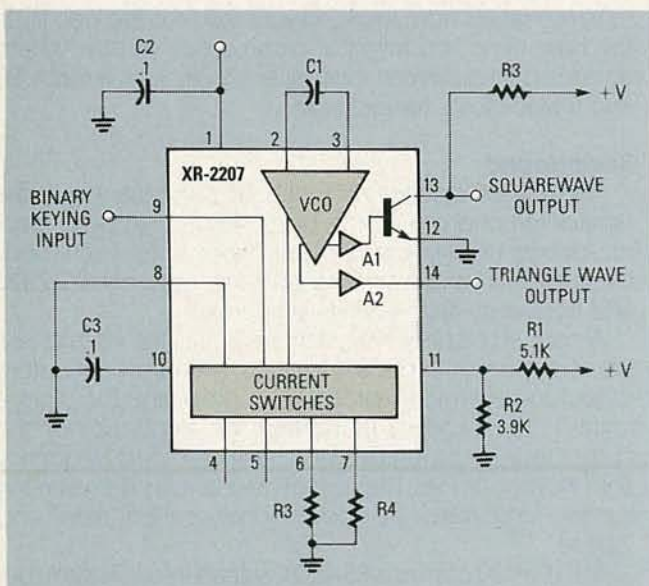 C2
.1
C1
R3
+V
1
2
3
XR-2207
VCO
13
SQUAREWAVE
OUTPUT
BINARY
KEYING
INPUT
9
12
A1
8
14
TRIANGLE WAVE
OUTPUT
A2
C3
.1
10
11
R1
5.1K
+V
CURRENT
SWITCHES
R2
3.9K
4
5
6
7
R3
R4